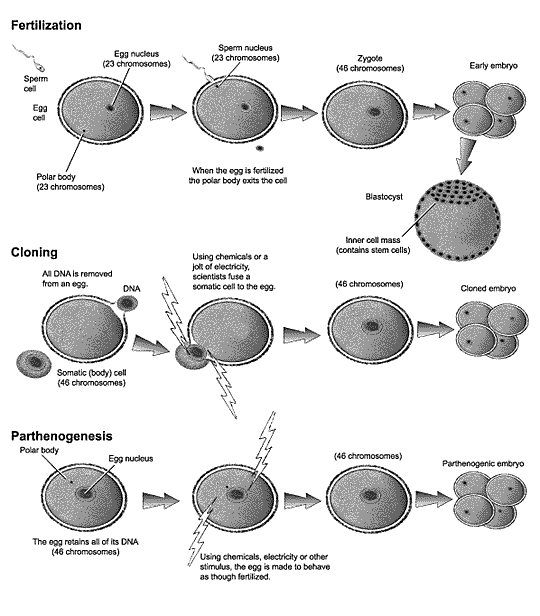 Fertilization
Sperm
cell
Egg
cell
Egg nucleus
(23 chromosomes)
Polar body
(23 chromosomes)
Sperm nucleus
(23 chromosomes)
When the egg is fertilized
the polar body exits the cell
Zygote
(46 chromosomes)
Early embryo
Blastocyst
Inner cell mass
(contains stem cells)
Cloning
All DNA is removed
from an egg.
DNA
Somatic (body) cell
(46 chromosomes)
Using chemicals or a
jolt of electricity,
scientists fuse a
somatic cell to the egg.
(46 chromosomes)
Cloned embryo
Parthenogenesis
Polar body
Egg nucleus
The egg retains all of its DNA
(46 chromosomes)
Using chemicals, electricity or other
stimulus, the egg is made to behave
as though fertilized.
(46 chromosomes)
Parthenogenic embryo